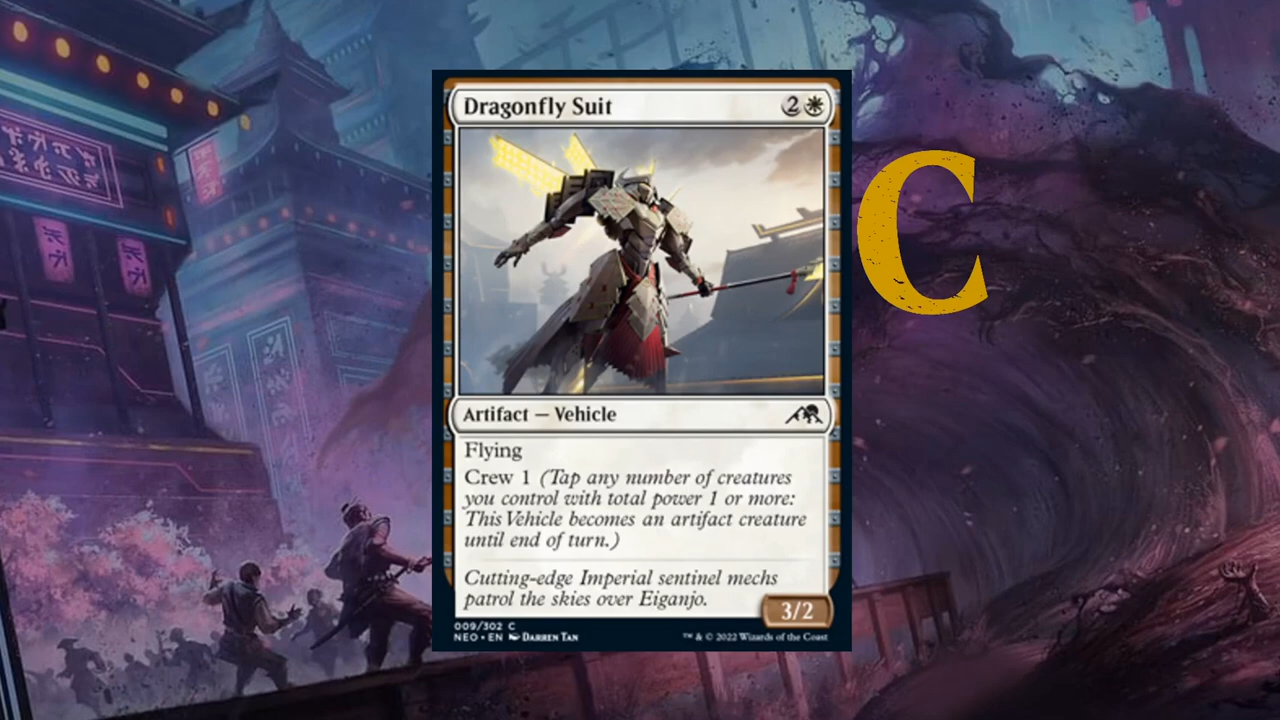 Dragonfly Suit 2
C
Artifact — Vehicle
Flying
Crew 1 (Tap any number of creatures
you control with total power 1 or more:
This Vehicle becomes an artifact creature
until end of turn.)
Cutting-edge Imperial sentinel mechs
patrol the skies over Eiganjo.
3/2
009/302 C
NEO • EN DARREN TAN
™ & © 2022 Wizards of the Coast